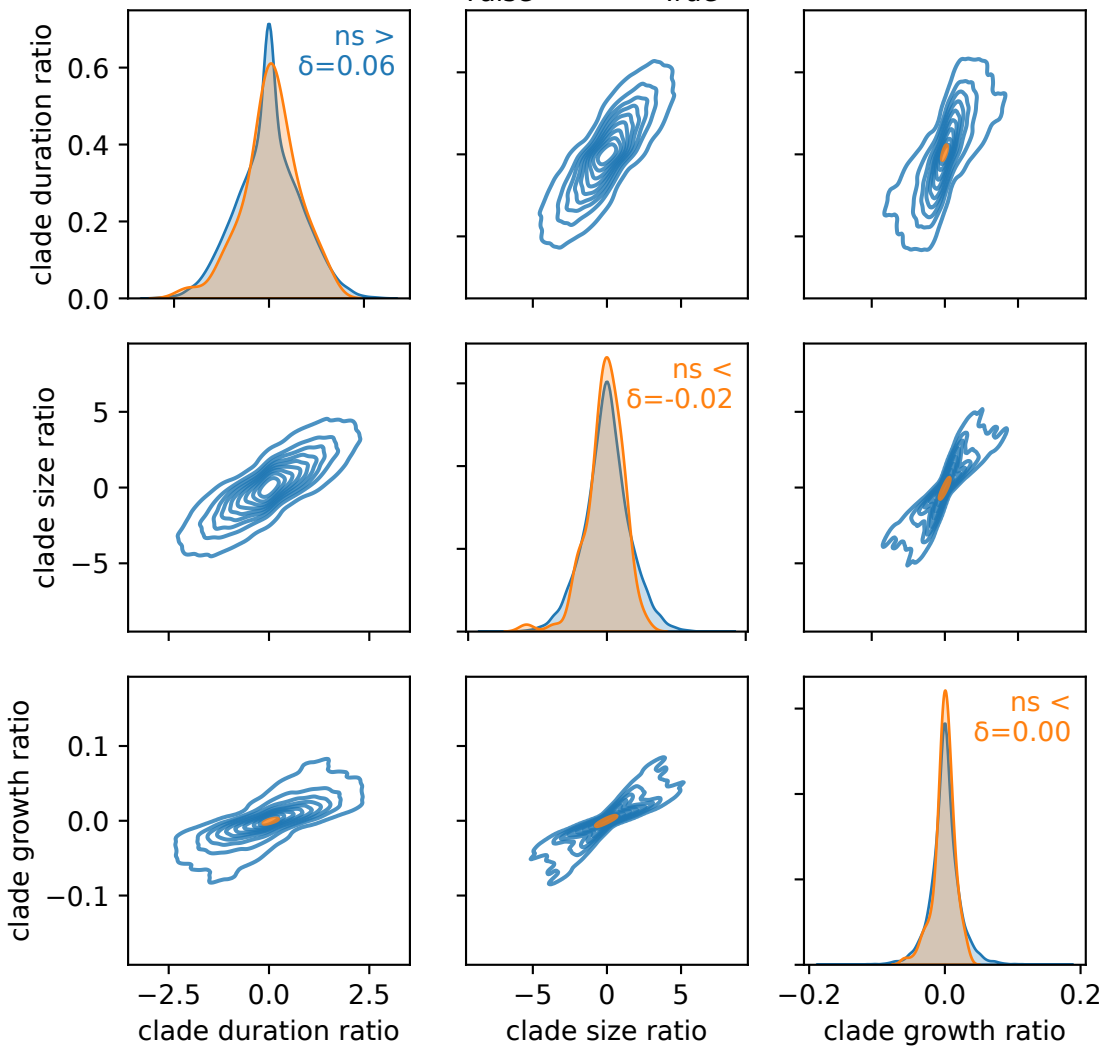 clade duration ratio
0.6
0.4
0.2
0.0
ns >
δ=0.06
clade size ratio
5
0
−5
ns <
δ=-0.02
clade growth ratio
0.1
0.0
−0.1
ns <
δ=0.00
−2.5 0.0 2.5
−5 0 5
−0.2 0.0 0.2
clade duration ratio
clade size ratio
clade growth ratio